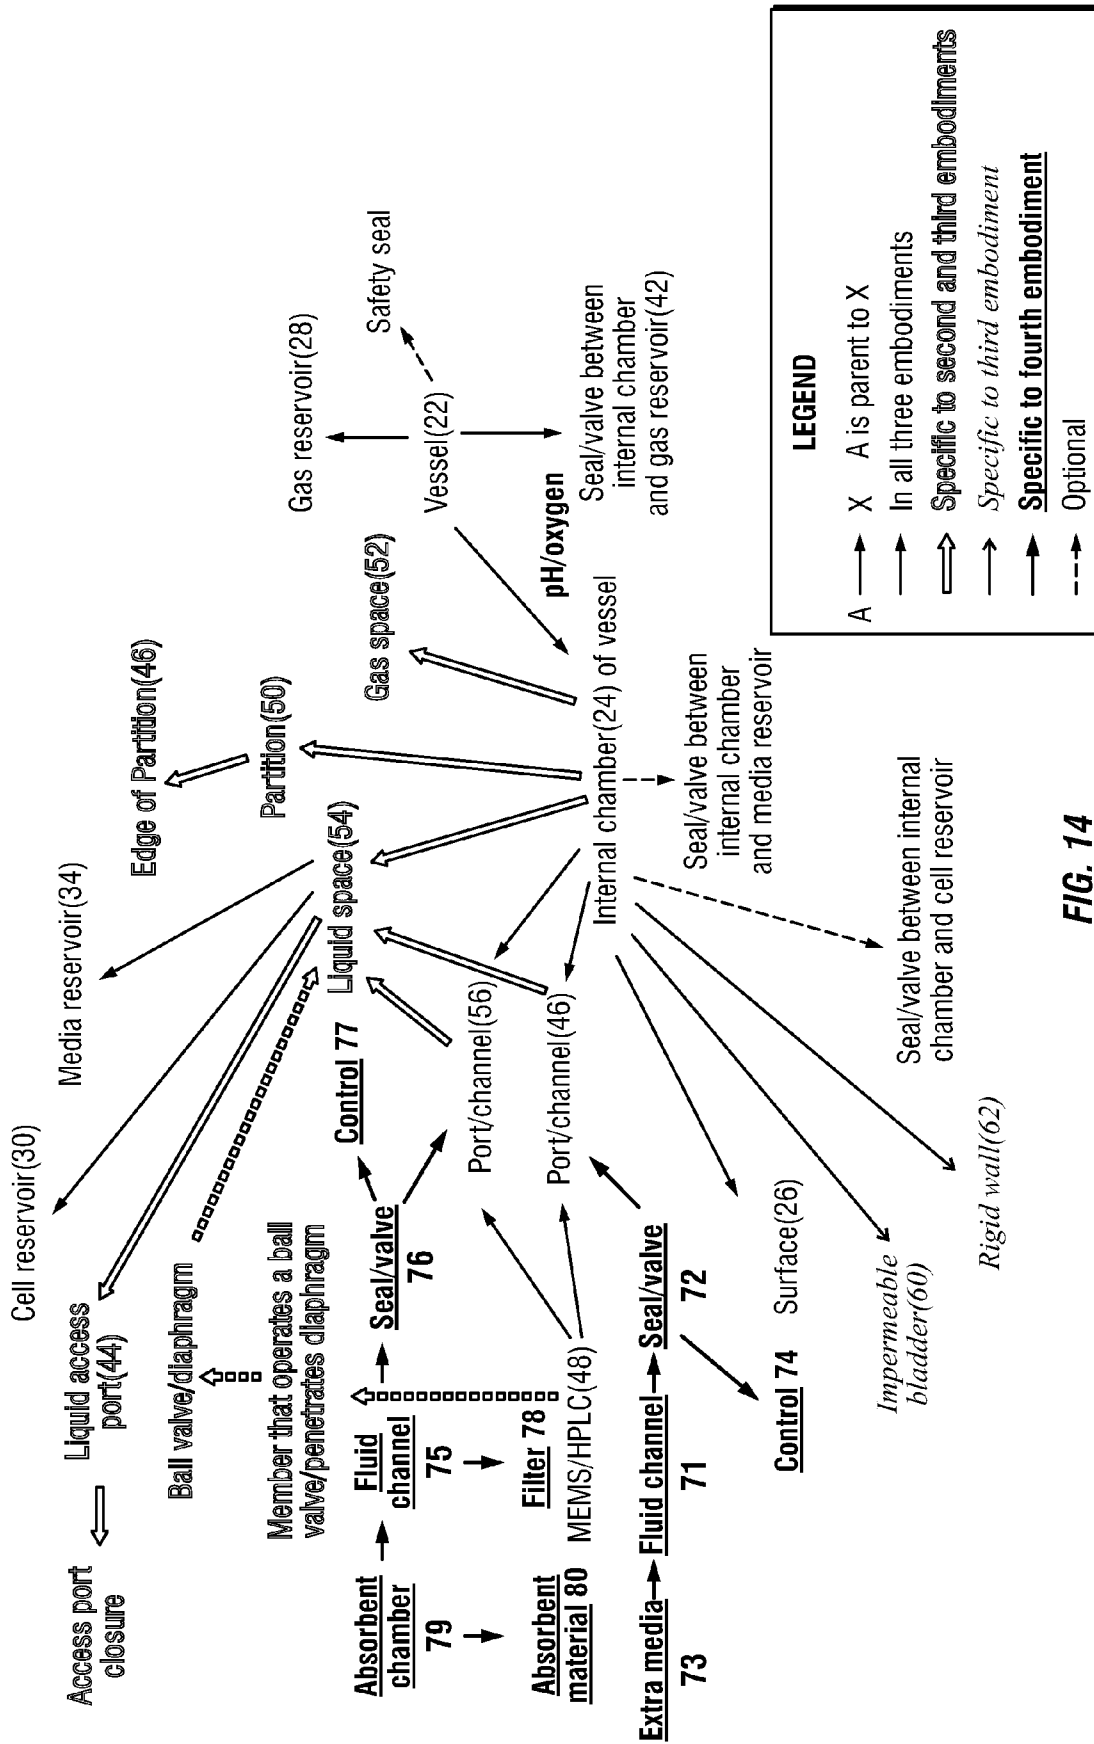 Cell reservoir(30)
Media reservoir(34)
Liquid access
port(44)
Access port
closure
Edge of Partition(46)
Ball valve/diaphragm
Partition(50)
Gas reservoir(28)
Member that operates a ball
valve/penetrates diaphragm
Liquid space(54)
Control 77
Gas space(52)
Safety seal
Absorbent
chamber
79
Fluid
channel
75
Seal/valve
76
Vessel(22)
Port/channel(56)
pH/oxygen
Filter 78
Absorbent
material 80
MEMS/HPLC(48)
Port/channel(46)
Internal chamber(24) of vessel
Seal/valve between
internal chamber
and gas reservoir(42)
Extra media
73
Fluid channel
71
Seal/valve
72
Seal/valve between
internal chamber
and media reservoir
Control 74
Surface(26)
Impermeable
bladder(60)
Rigid wall(62)
Seal/valve between internal
chamber and cell reservoir
LEGEND
A X A is parent to X
In all three embodiments
Specific to second and third embodiments
Specific to third embodiment
Specific to fourth embodiment
Optional
FIG. 14